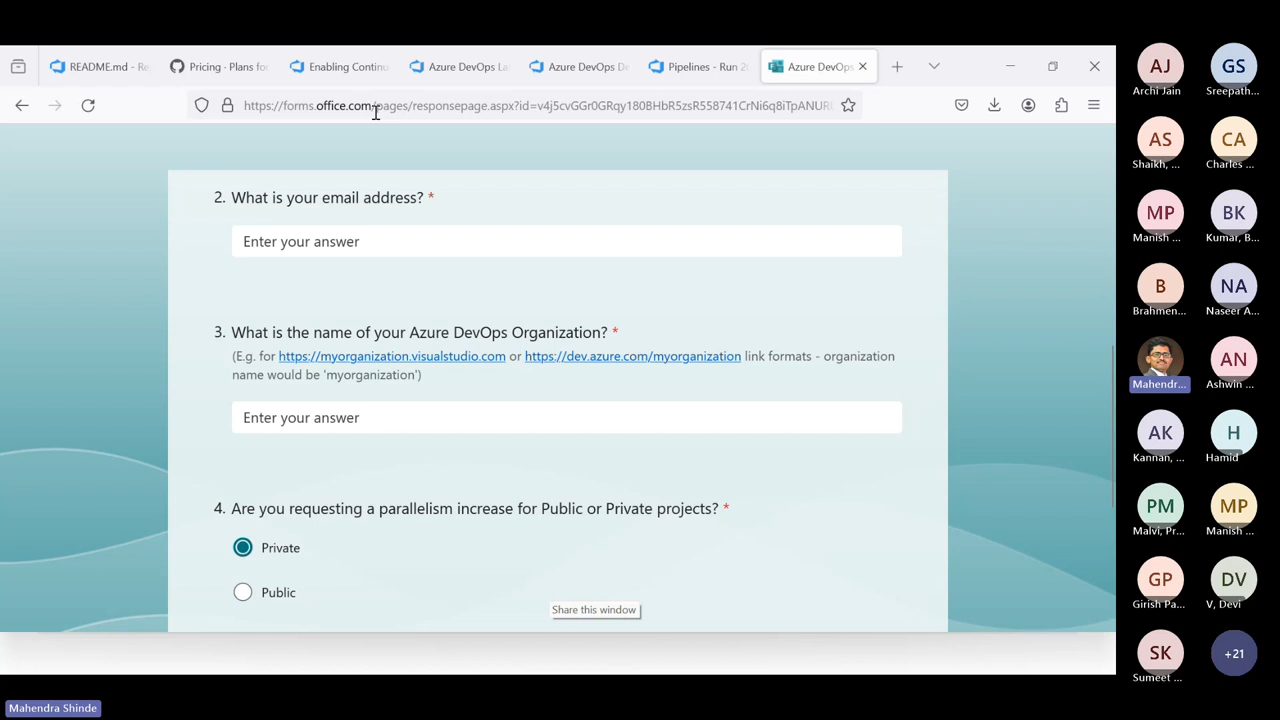 README.md - Re
Pricing · Plans fo
Enabling Continu
Azure DevOps La
Azure DevOps De
Pipelines - Run 2
Azure DevOps
https://forms.office.com/pages/responsepage.aspx?id=v4j5cvGGr0GRqy180BHbR5zsR558741CrNi6q8iTpANURI
2. What is your email address? *
Enter your answer
3. What is the name of your Azure DevOps Organization? *
(E.g. for https://myorganization.visualstudio.com or https://dev.azure.com/myorganization link formats - organization
name would be 'myorganization')
Enter your answer
4. Are you requesting a parallelism increase for Public or Private projects? *
Private
Public
Share this window
AJ
Archi Jain
GS
Sreepath...
AS
Shaikh, ...
CA
Charles ...
MP
Manish ...
BK
Kumar, B...
B
Brahmen...
NA
Naseer A...
Mahendr...
AN
Ashwin ...
AK
Kannan, ...
H
Hamid
PM
Malvi, Pr...
MP
Manish ...
GP
Girish Pa...
DV
V, Devi
SK
Sumeet ...
+21
Mahendra Shinde